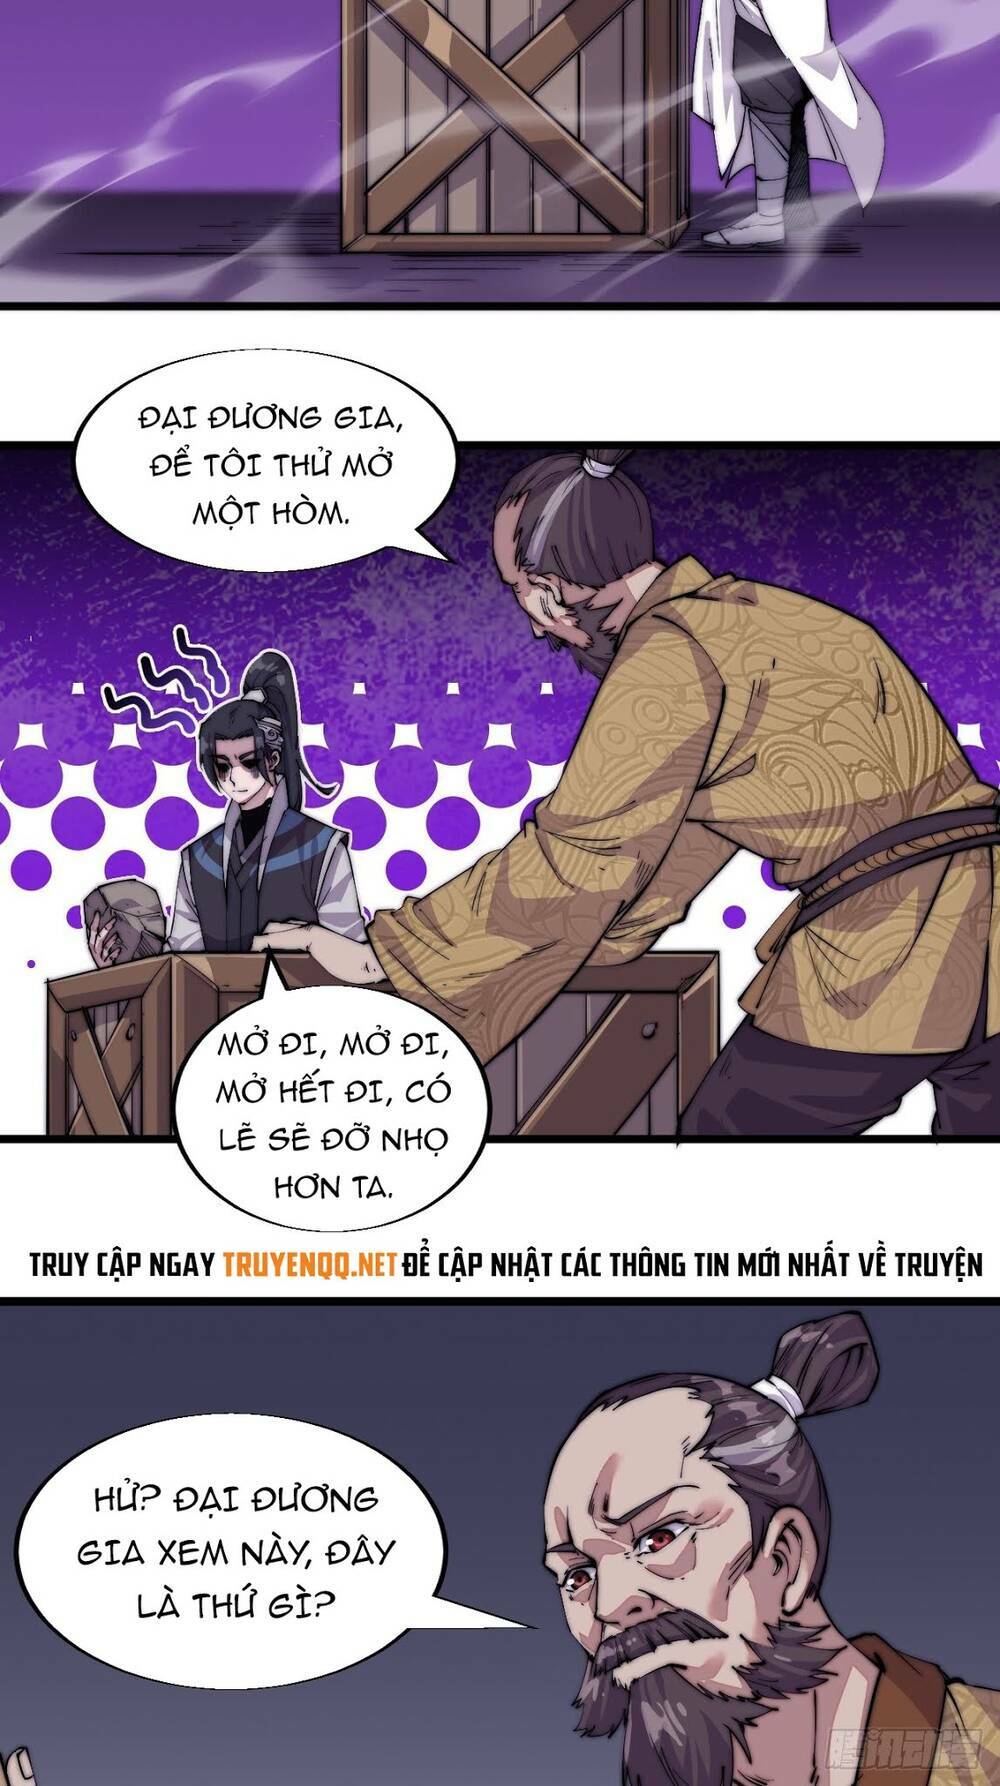 ĐẠI ĐƯƠNG GIA,
ĐỂ TÔI THỬ MỞ
MỘT HÒM.
MỞ ĐI, MỞ ĐI,
MỞ HẾT ĐI, CÓ
LẼ SẼ ĐỠ NHỌ
HƠN TA.
TRUY CẬP NGAY TRUYENQQ.NET ĐỂ CẬP NHẬT CÁC THÔNG TIN MỚI NHẤT VỀ TRUYỆN
HỬ? ĐẠI ĐƯƠNG
GIA XEM NÀY, ĐÂY
LÀ THỨ GÌ?